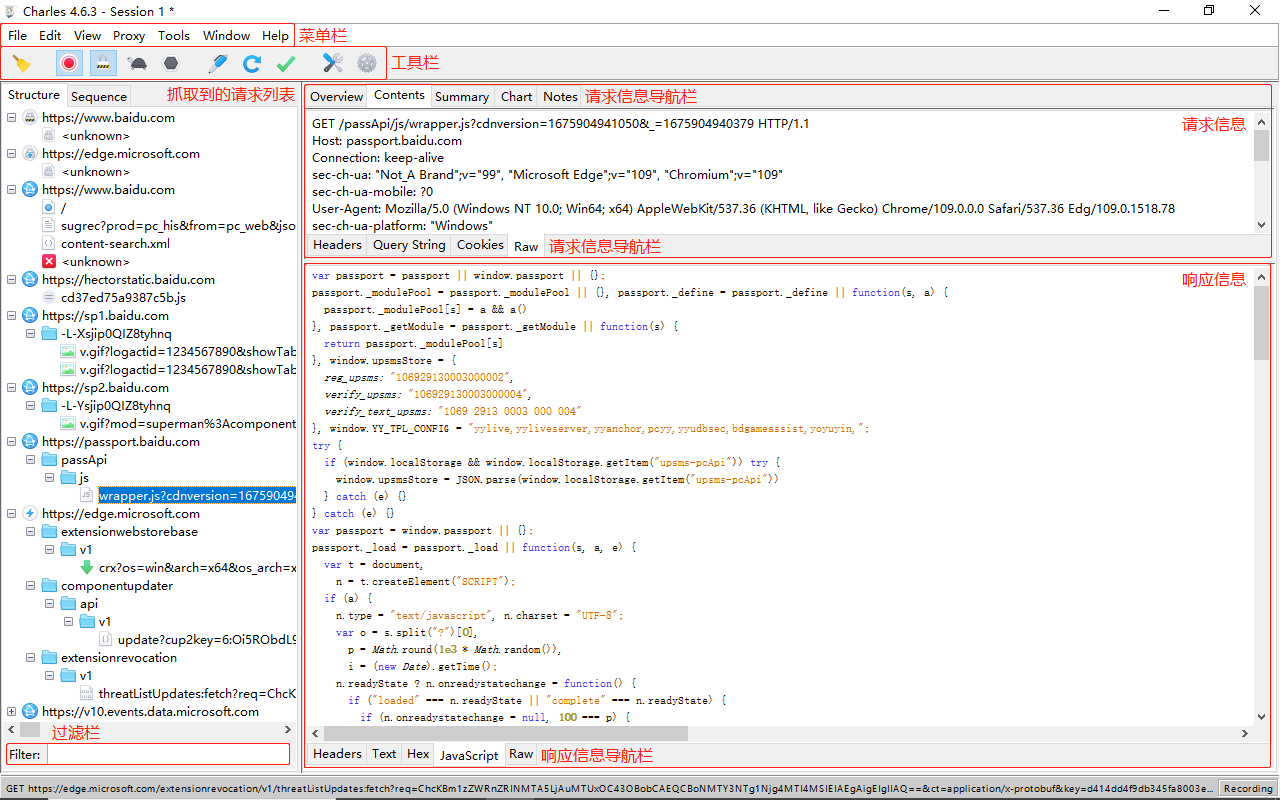 Charles 4.6.3 - Session 1 *
File Edit View Proxy Tools Window Help 菜单栏
工具栏
Structure Sequence 抓取到的请求列表
https://www.baidu.com
<unknown>
https://edge.microsoft.com
<unknown>
https://www.baidu.com
/
sugrec?prod=pc_his&from=pc_web&jso
content-search.xml
<unknown>
https://hectorstatic.baidu.com
cd37ed75a9387c5b.js
https://sp1.baidu.com
-L-Xsjip0QIZ8tyhnq
v.gif?logactid=1234567890&showTab
v.gif?logactid=1234567890&showTab
https://sp2.baidu.com
-L-Ysjip0QIZ8tyhnq
v.gif?mod=superman%3Acomponent
https://passport.baidu.com
passApi
js
wrapper.js?cdnversion=167590494
https://edge.microsoft.com
extensionwebstorebase
v1
crx?os=win&arch=x64&os_arch=x
componentupdater
api
v1
update?cup2key=6:Oi5RObdL9
extensionrevocation
v1
threatListUpdates:fetch?req=ChcK
https://v10.events.data.microsoft.com
过滤栏
Filter:
Overview Contents Summary Chart Notes 请求信息导航栏
请求信息
GET /passApi/js/wrapper.js?cdnversion=1675904941050&_=1675904940379 HTTP/1.1
Host: passport.baidu.com
Connection: keep-alive
sec-ch-ua: "Not_A Brand";v="99", "Microsoft Edge";v="109", "Chromium";v="109"
sec-ch-ua-mobile: ?0
User-Agent: Mozilla/5.0 (Windows NT 10.0; Win64; x64) AppleWebKit/537.36 (KHTML, like Gecko) Chrome/109.0.0.0 Safari/537.36 Edg/109.0.1518.78
sec-ch-ua-platform: "Windows"
Headers Query String Cookies Raw 请求信息导航栏
响应信息
var passport = passport || window.passport || {};
passport._modulePool = passport._modulePool || {}, passport._define = passport._define || function(s, a) {
passport._modulePool[s] = a && a()
}, passport._getModule = passport._getModule || function(s) {
return passport._modulePool[s]
}, window.upsmsStore = {
reg_upsms: "106929130003000002",
verify_upsms: "106929130003000004",
verify_text_upsms: "1069 2913 0003 000 004"
}, window.YY_TPL_CONFIG = "yylive,yyliveserver,yyanchor,pcyy,yyudbsec,bdgameassist,yoyuyin,";
try {
if (window.localStorage && window.localStorage.getItem("upsms-pcApi")) try {
window.upsmsStore = JSON.parse(window.localStorage.getItem("upsms-pcApi"))
} catch (e) {}
} catch (e) {}
var passport = window.passport || {};
passport._load = passport._load || function(s, a, e) {
var t = document,
n = t.createElement("SCRIPT");
if (a) {
n.type = "text/javascript", n.charset = "UTF-8";
var o = s.split("?")[0],
p = Math.round(1e3 * Math.random()),
i = (new Date).getTime();
n.readyState ? n.onreadystatechange = function() {
if ("loaded" === n.readyState || "complete" === n.readyState) {
if (n.onreadystatechange = null, 100 === p) {
Headers Text Hex JavaScript Raw 响应信息导航栏
GET https://edge.microsoft.com/extensionrevocation/v1/threatListUpdates:fetch?req=ChcKBm1zZWRnZRINMTA5LjAuMTUxOC43OBobCAEQCBoNMTY3NTg1Njg4MTI4MSIEIAEgAigEIgIIAQ==&ct=application/x-protobuf&key=d414dd4f9db345fa8003e... Recording